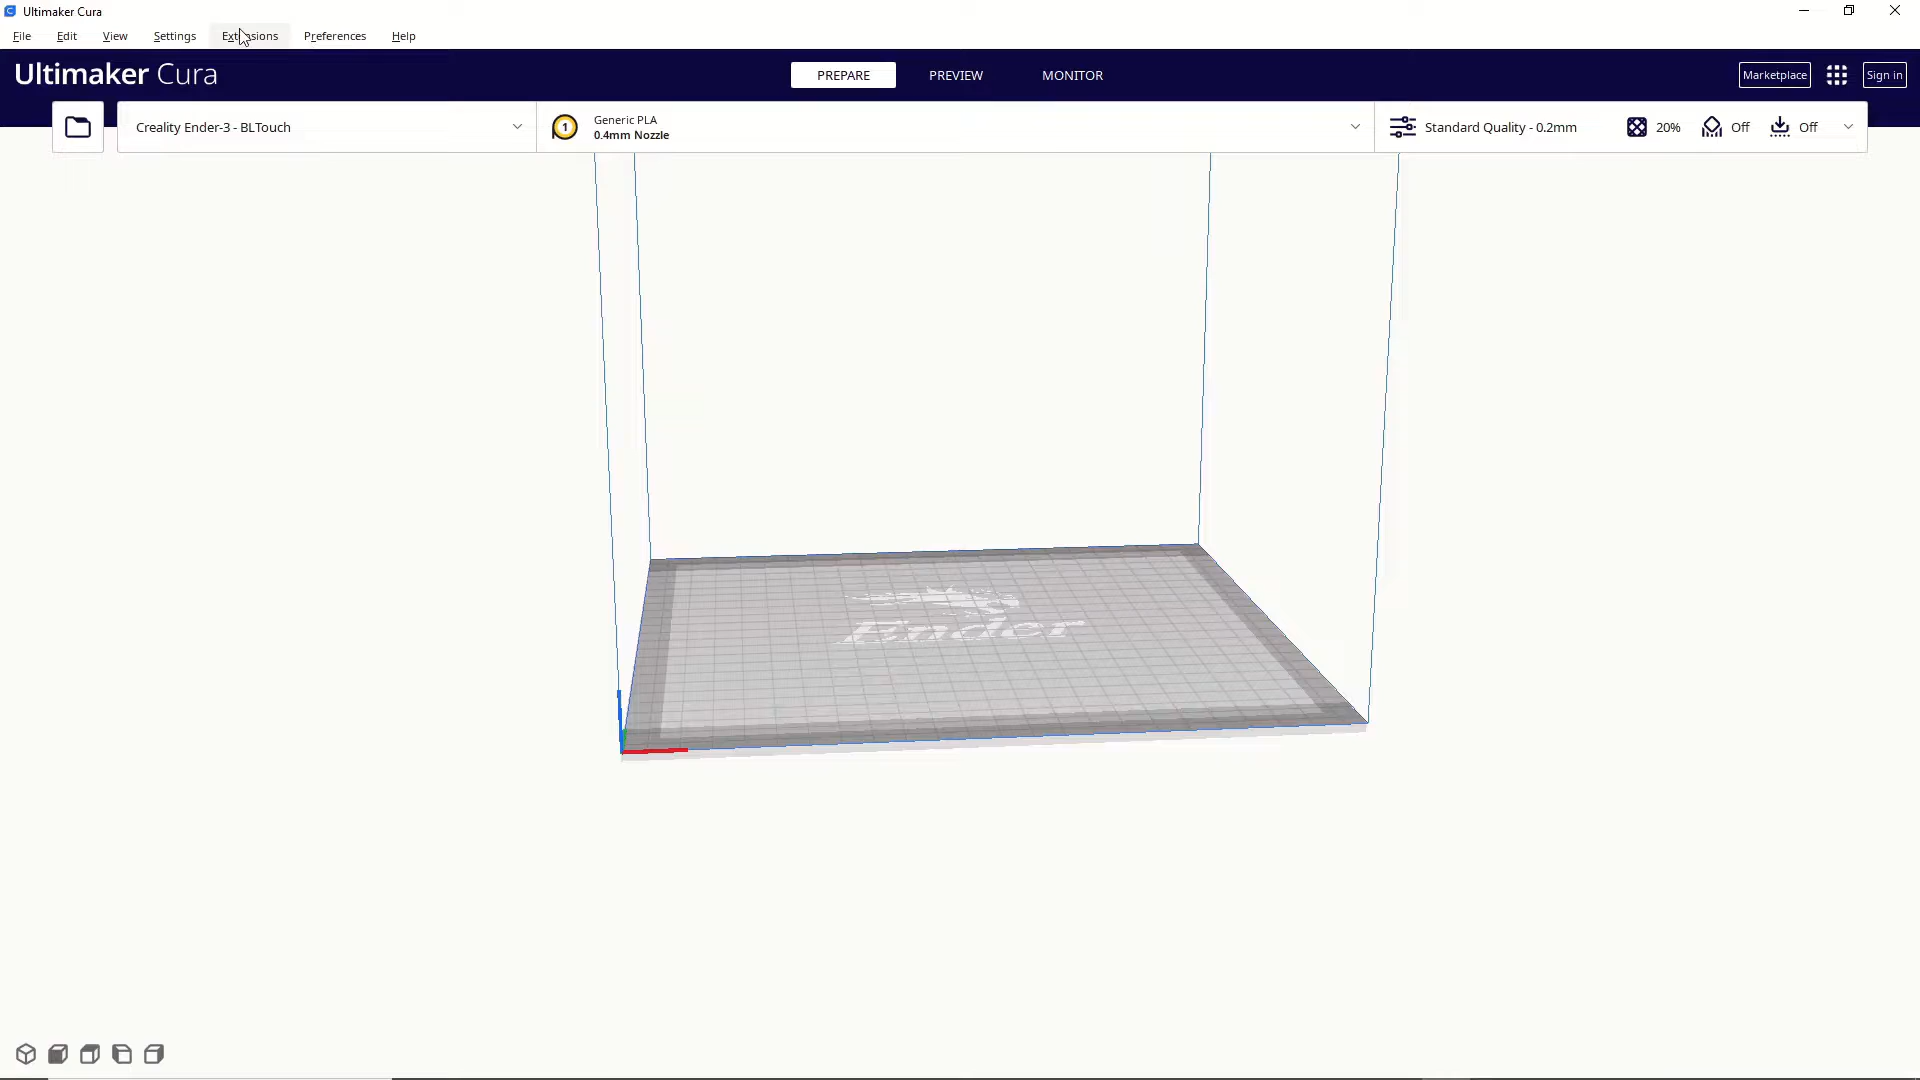 Ultimaker Cura
File Edit View Settings Extensions Preferences Help
Ultimaker Cura
PREPARE PREVIEW MONITOR
Marketplace Sign in
Creality Ender-3 - BLTouch
1
Generic PLA
0.4mm Nozzle
Standard Quality - 0.2mm
20%
Off
Off
Ender